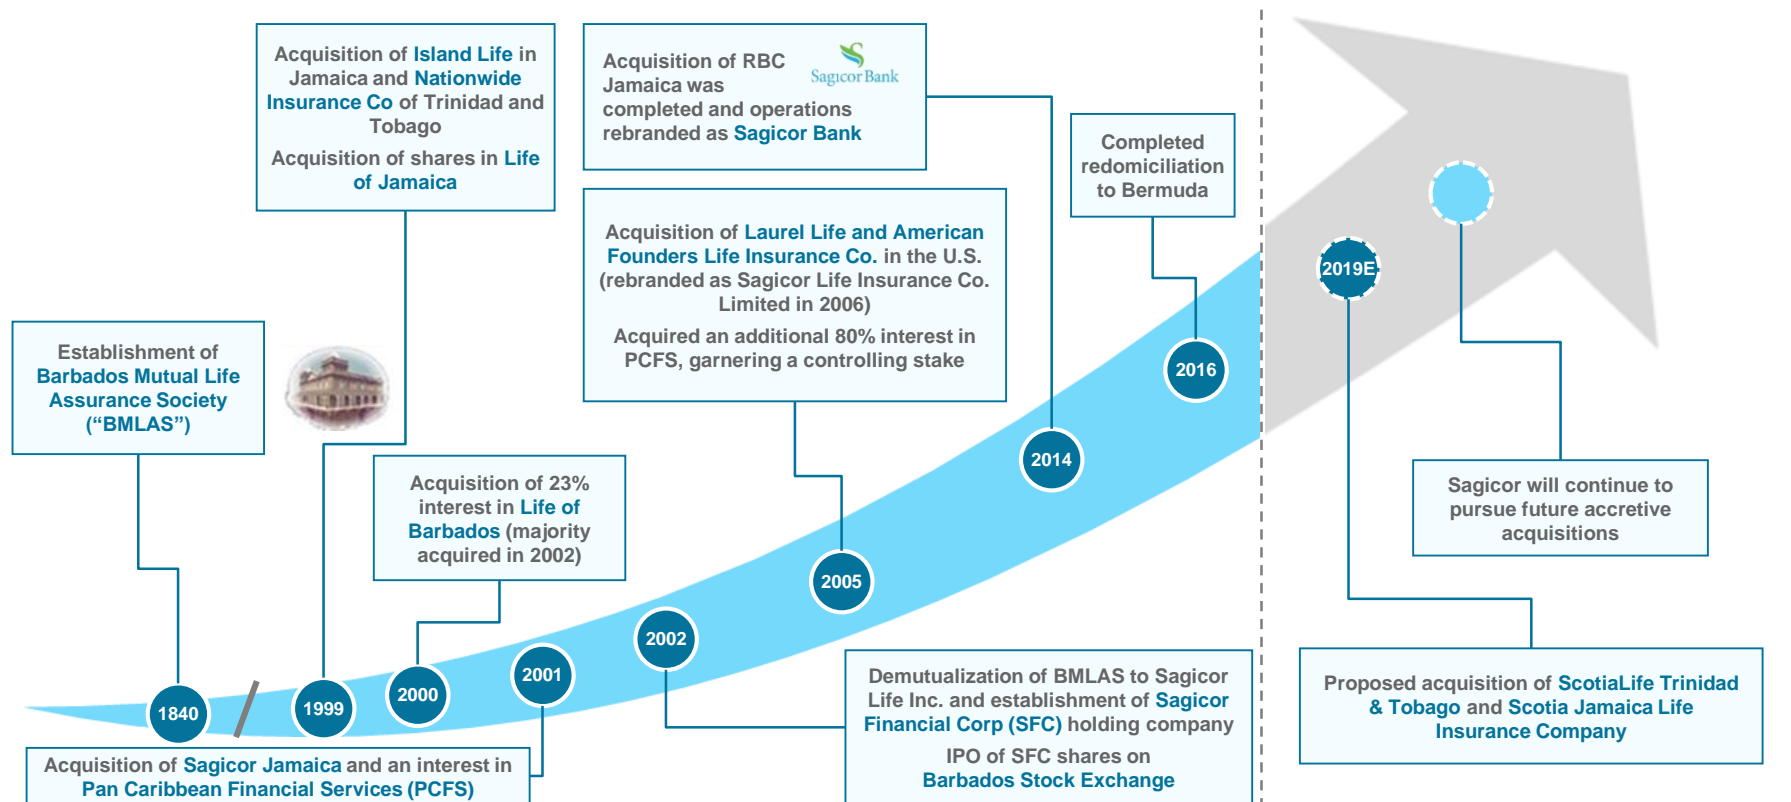 Acquisition of Island Life in
Jamaica and Nationwide
Insurance Co of Trinidad and
Tobago
Acquisition of shares in Life
of Jamaica
Acquisition of RBC
Jamaica was
completed and operations
rebranded as Sagicor Bank
Sagicor Bank
Completed
redomiciliation
to Bermuda
Acquisition of Laurel Life and American
Founders Life Insurance Co. in the U.S.
(rebranded as Sagicor Life Insurance Co.
Limited in 2006)
Acquired an additional 80% interest in
PCFS, garnering a controlling stake
Establishment of
Barbados Mutual Life
Assurance Society
(“BMLAS”)
Acquisition of 23%
interest in Life of
Barbados (majority
acquired in 2002)
1840
1999
2000
2001
2002
2005
2014
2016
2019E
Sagicor will continue to
pursue future accretive
acquisitions
Acquisition of Sagicor Jamaica and an interest in
Pan Caribbean Financial Services (PCFS)
Demutualization of BMLAS to Sagicor
Life Inc. and establishment of Sagicor
Financial Corp (SFC) holding company
IPO of SFC shares on
Barbados Stock Exchange
Proposed acquisition of ScotiaLife Trinidad
& Tobago and Scotia Jamaica Life
Insurance Company